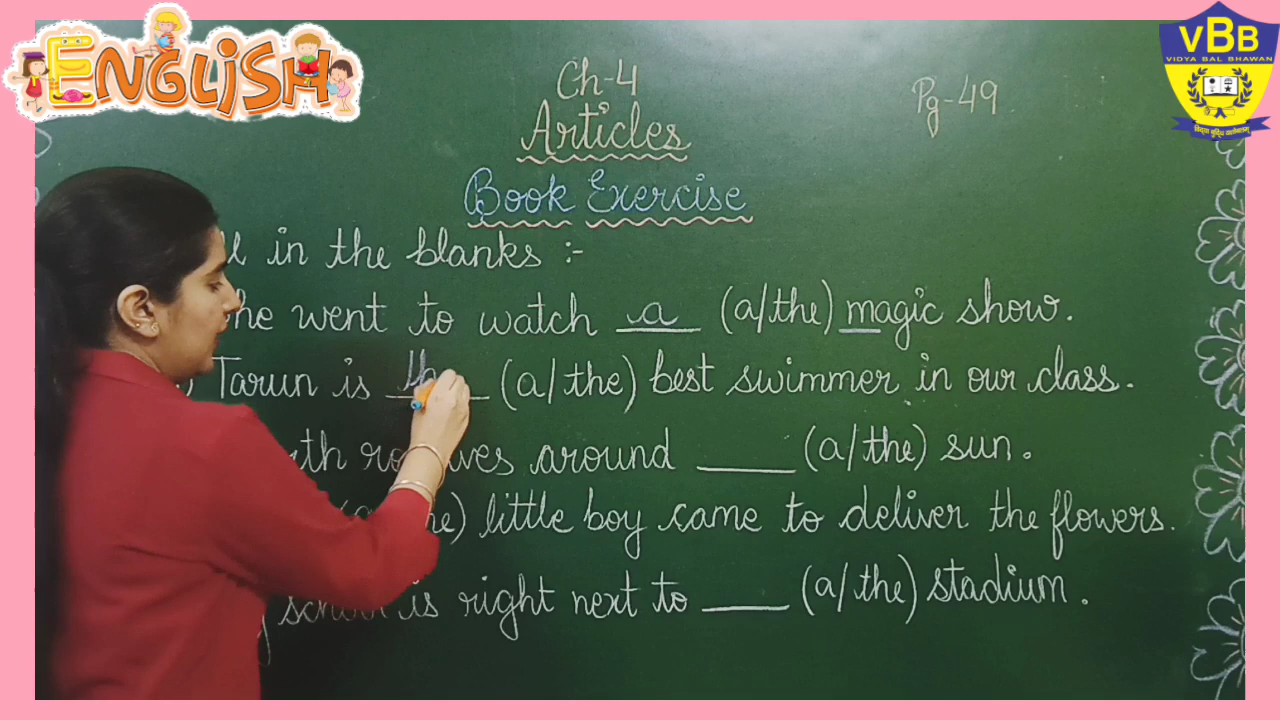 ENGLISH
VBB
VIDYA BAL BHAWAN
Ch-4
Pg-49
Articles
Book Exercise
in the blanks :-
he went to watch a (a/the) magic show.
Tarun is th (a/the) best swimmer in our class.
around ____ (a/the) sun.
little boy came to deliver the flowers.
is right next to ____ (a/the) stadium.